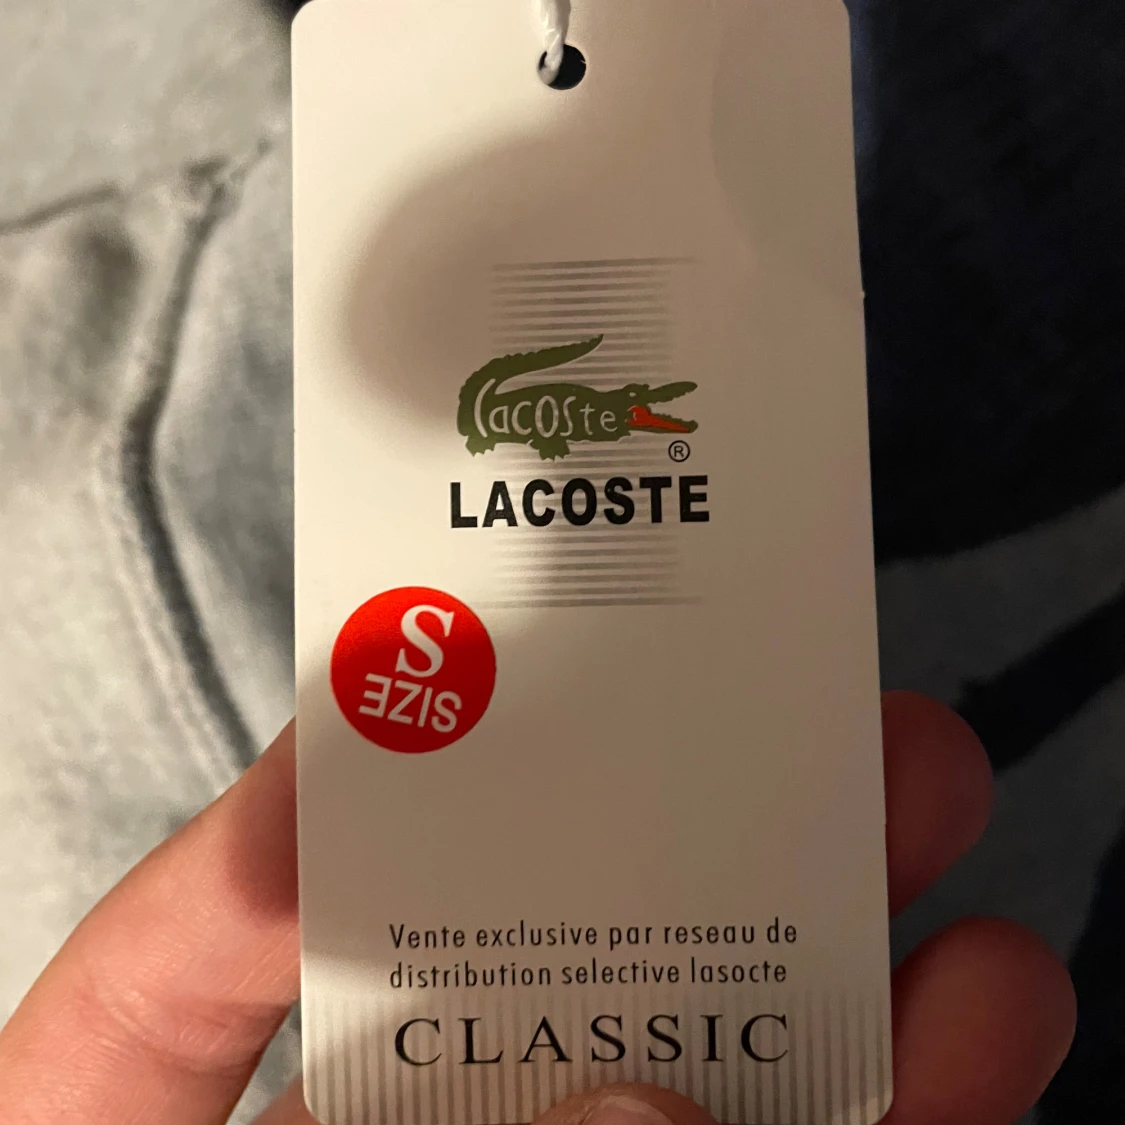 Lacoste
®
LACOSTE
S
SIZE
Vente exclusive par reseau de
distribution selective lasocte
CLASSIC